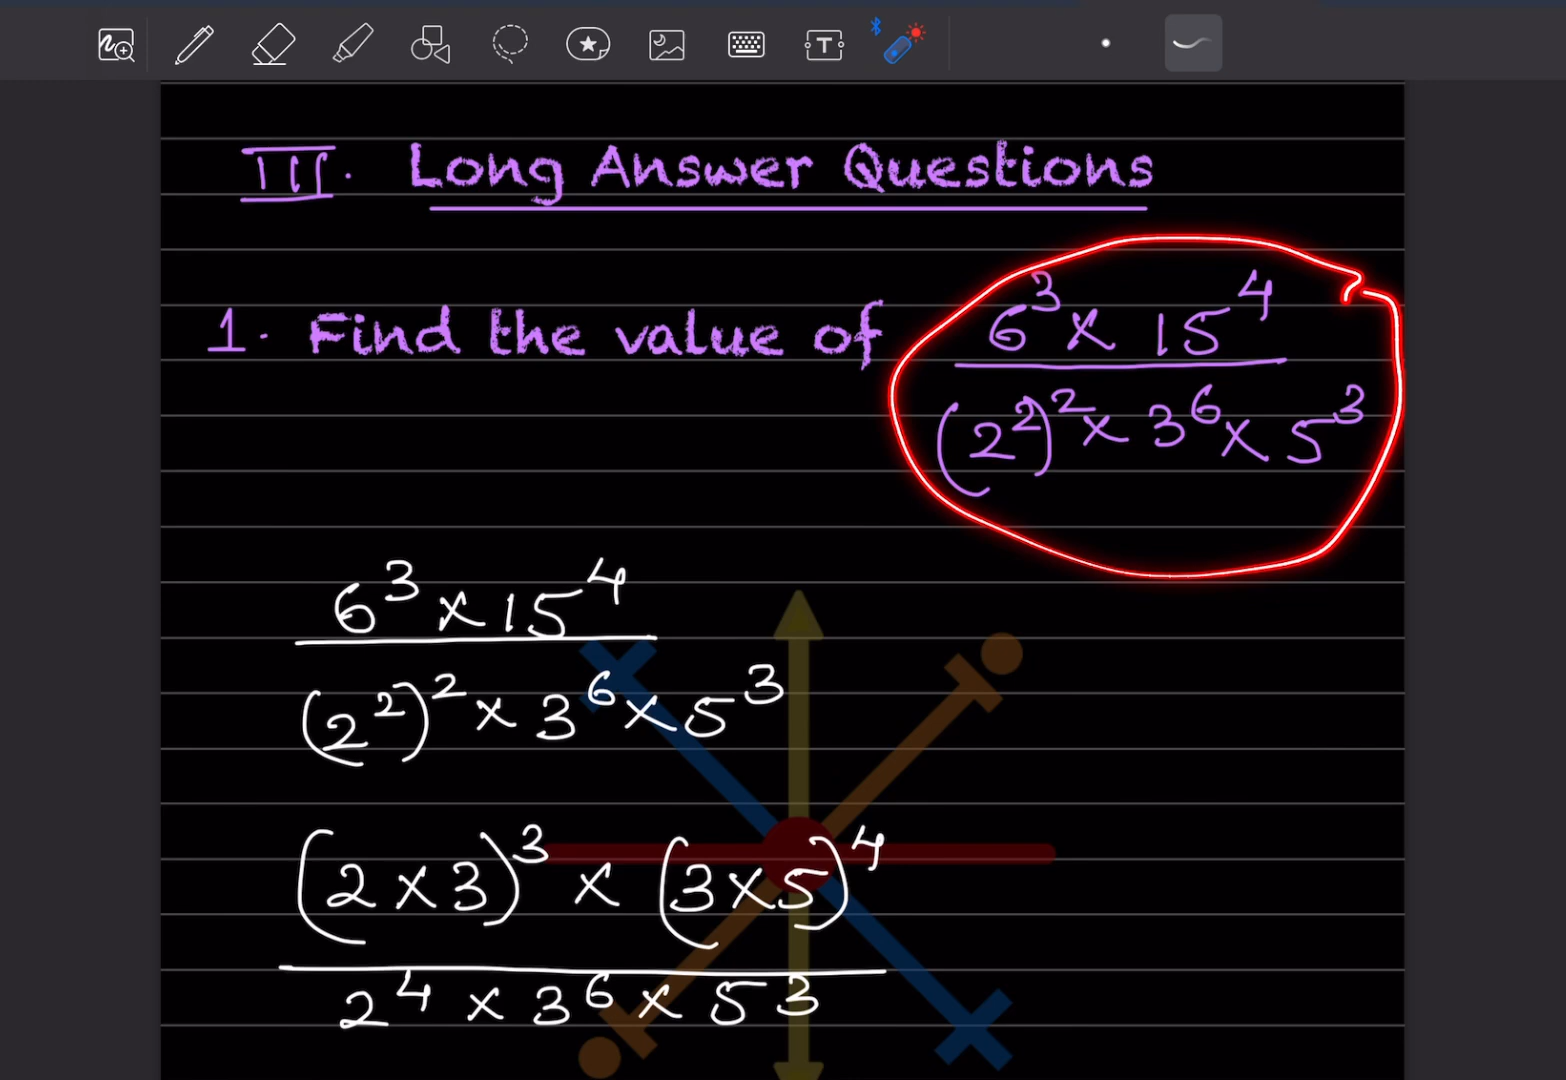 III. Long Answer Questions
1. Find the value of 6³ x 15⁴
(2²)² x 3⁶ x 5³
6³ x 15⁴
(2²)² x 3⁶ x 5³
(2 x 3)³ x (3 x 5)⁴
2⁴ x 3⁶ x 5³